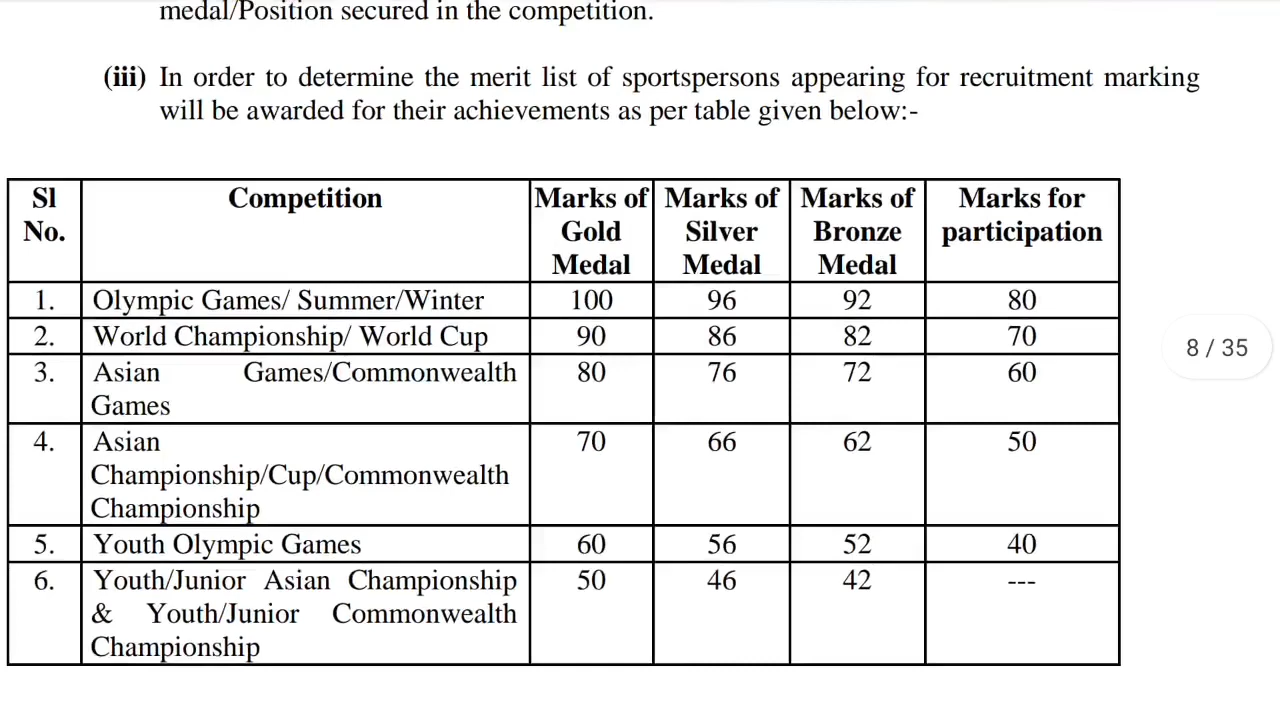 medal/Position secured in the competition.
(iii) In order to determine the merit list of sportspersons appearing for recruitment marking
will be awarded for their achievements as per table given below:-
Sl No. Competition Marks of Gold Medal Marks of Silver Medal Marks of Bronze Medal Marks for participation
1. Olympic Games/ Summer/Winter 100 96 92 80
2. World Championship/ World Cup 90 86 82 70
3. Asian Games/Commonwealth 80 76 72 60
Games
4. Asian 70 66 62 50
Championship/Cup/Commonwealth
Championship
5. Youth Olympic Games 60 56 52 40
6. Youth/Junior Asian Championship 50 46 42 ---
& Youth/Junior Commonwealth
Championship
8 / 35